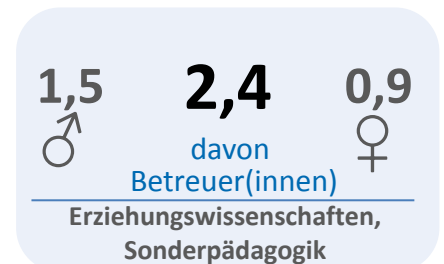 1,5 2,4 0,9
♂ davon ♀
Betreuer(innen)
Erziehungswissenschaften,
Sonderpädagogik